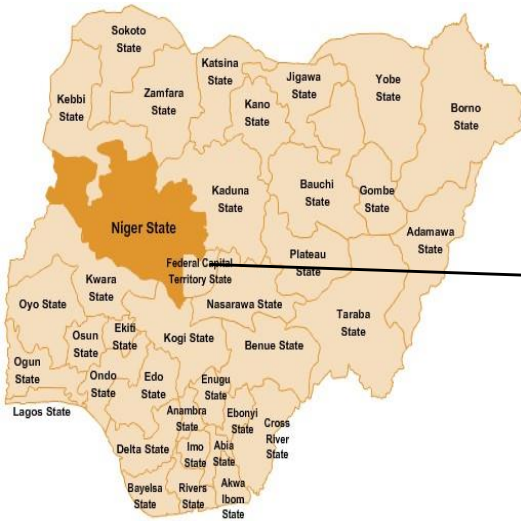 Sokoto
State
Katsina
State
Jigawa
State
Yobe
State
Zamfara
State
Kebbi
State
Kano
State
Borno
State
Kaduna
State
Bauchi
State
Gombe
State
Niger State
Adamawa
State
Federal Capital
Territory State
Plateau
State
Kwara
State
Oyo State
Nasarawa State
Taraba
State
Ekiti
State
Osun
State
Kogi State
Benue State
Ogun
State
Ondo
State
Edo
State
Enugu
State
Lagos State
Anambra
State
Ebonyi
State
Cross
River
State
Delta State
Imo
State
Abia
State
Bayelsa
State
Rivers
State
Akwa
Ibom
State